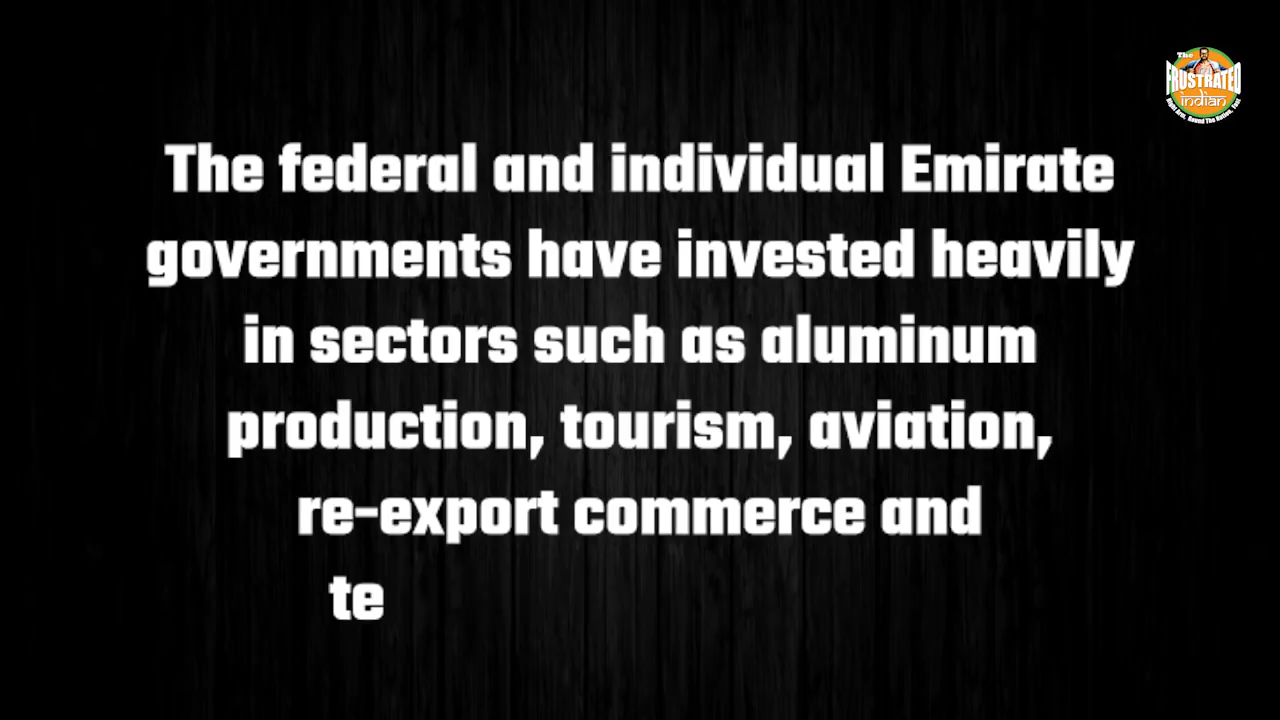 The
FRUSTRATED
indian
The federal and individual Emirate
governments have invested heavily
in sectors such as aluminum
production, tourism, aviation,
re-export commerce and
te